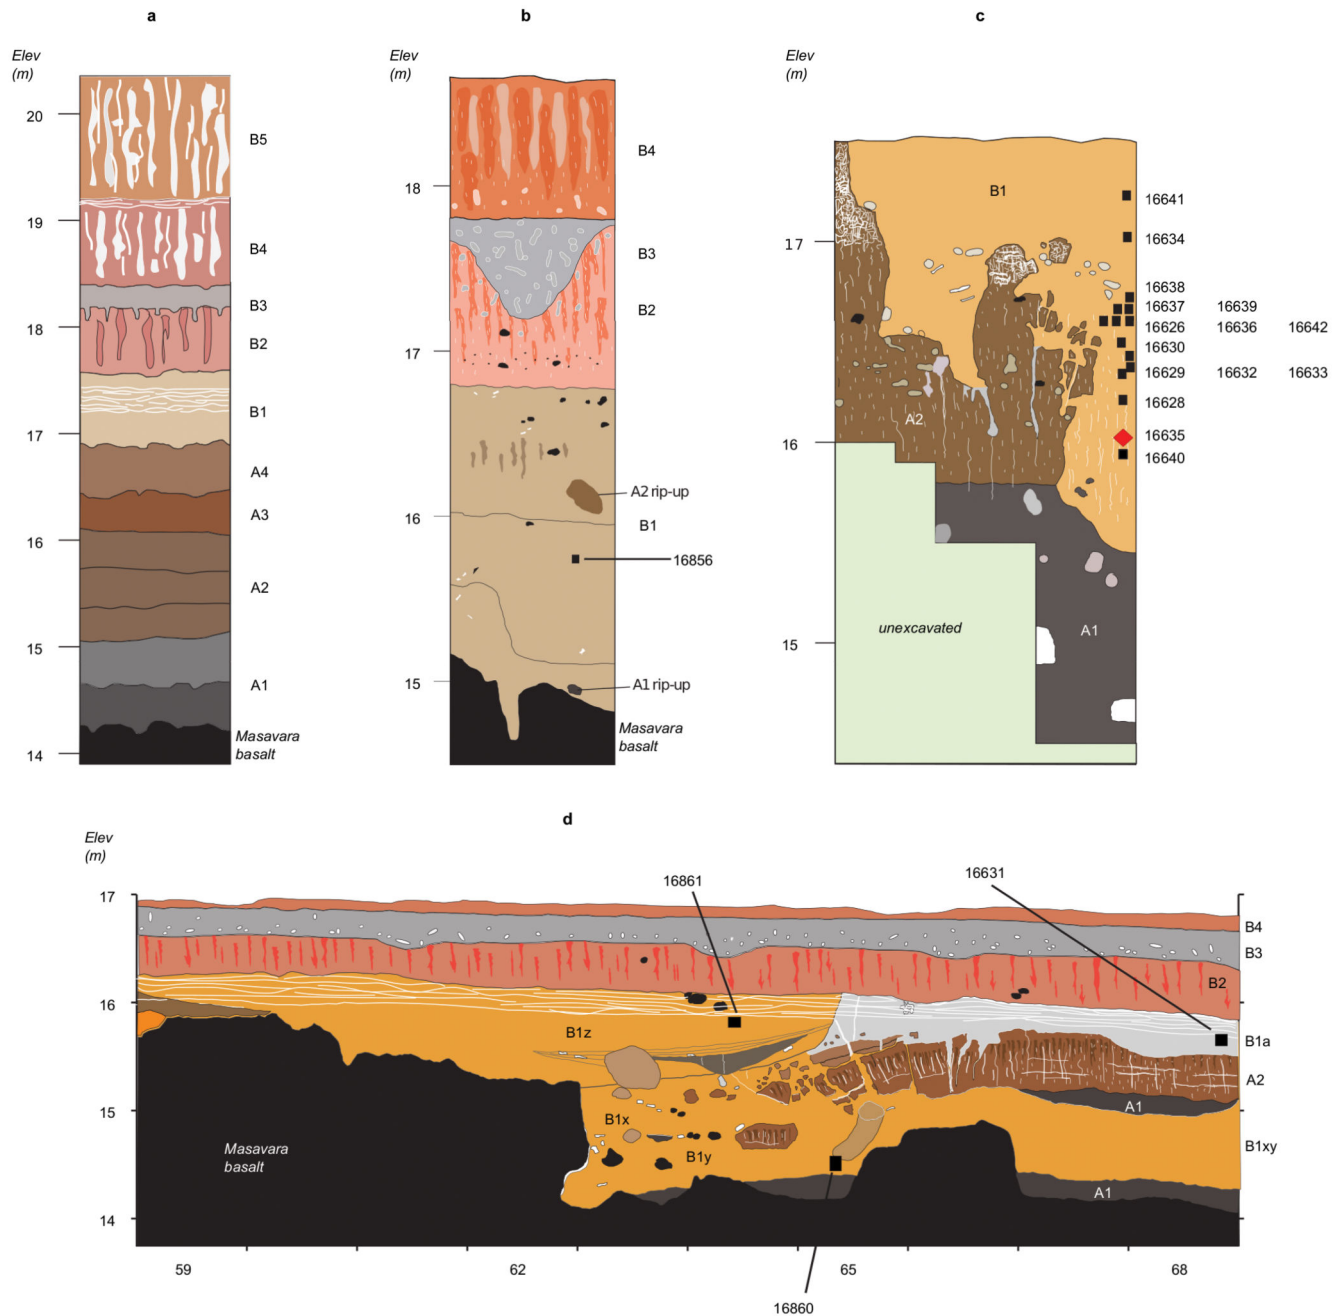 a
b
c
Elev
(m)
Elev
(m)
Elev
(m)
20
19
18
17
16
15
14
B5
B4
B3
B2
B1
A4
A3
A2
A1
Masavara
basalt
18
17
16
15
B4
B3
B2
A2 rip-up
B1
16856
A1 rip-up
Masavara
basalt
17
16
15
B1
A2
A1
unexcavated
16641
16634
16638
16637 16639
16626 16636 16642
16630
16629 16632 16633
16628
16635
16640
d
Elev
(m)
16861
16631
17
16
15
14
B4
B3
B2
B1a
A2
A1
B1xy
A1
B1z
B1x
B1y
Masavara
basalt
59
62
65
68
16860